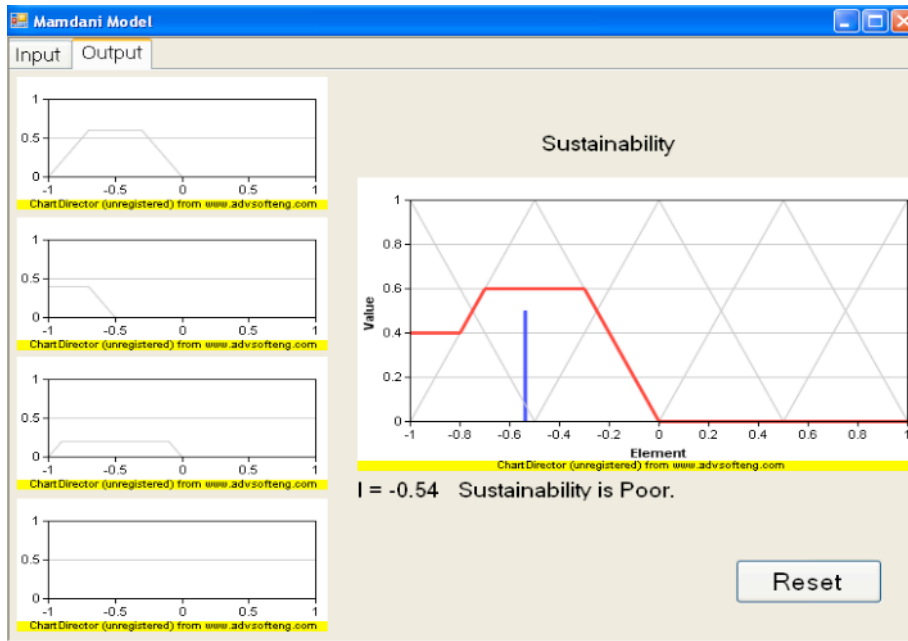 Mamdani Model
Input Output
1
0.5
0
-1 -0.5 0 0.5 1
ChartDirector (unregistered) from www.advsofteng.com
1
0.5
0
-1 -0.5 0 0.5 1
ChartDirector (unregistered) from www.advsofteng.com
1
0.5
0
-1 -0.5 0 0.5 1
ChartDirector (unregistered) from www.advsofteng.com
1
0.5
0
-1 -0.5 0 0.5 1
ChartDirector (unregistered) from www.advsofteng.com
Sustainability
1
0.8
0.6
0.4
0.2
0
Value
-1 -0.8 -0.6 -0.4 -0.2 0 0.2 0.4 0.6 0.8 1
Element
ChartDirector (unregistered) from www.advsofteng.com
I = -0.54 Sustainability is Poor.
Reset